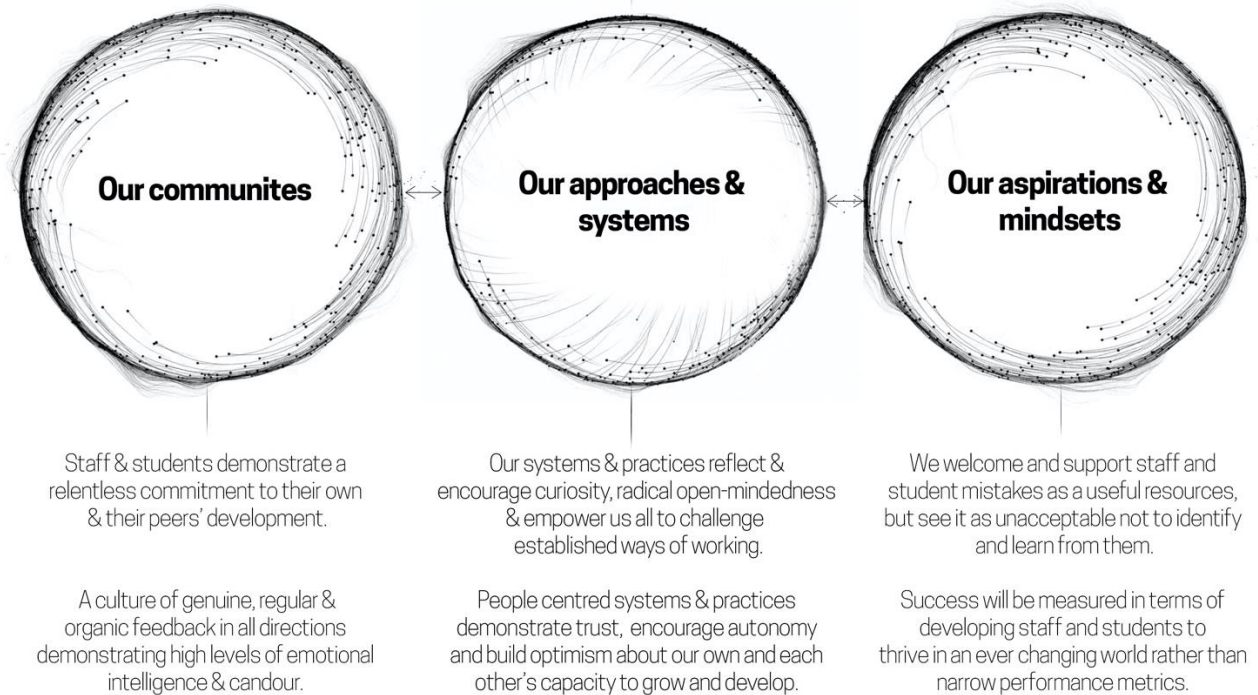 Our communites
Our approaches &
systems
Our aspirations &
mindsets
Staff & students demonstrate a
relentless commitment to their own
& their peers’ development.
A culture of genuine, regular &
organic feedback in all directions
demonstrating high levels of emotional
intelligence & candour.
Our systems & practices reflect &
encourage curiosity, radical open-mindedness
& empower us all to challenge
established ways of working.
People centred systems & practices
demonstrate trust, encourage autonomy
and build optimism about our own and each
other’s capacity to grow and develop.
We welcome and support staff and
student mistakes as a useful resources,
but see it as unacceptable not to identify
and learn from them.
Success will be measured in terms of
developing staff and students to
thrive in an ever changing world rather than
narrow performance metrics.